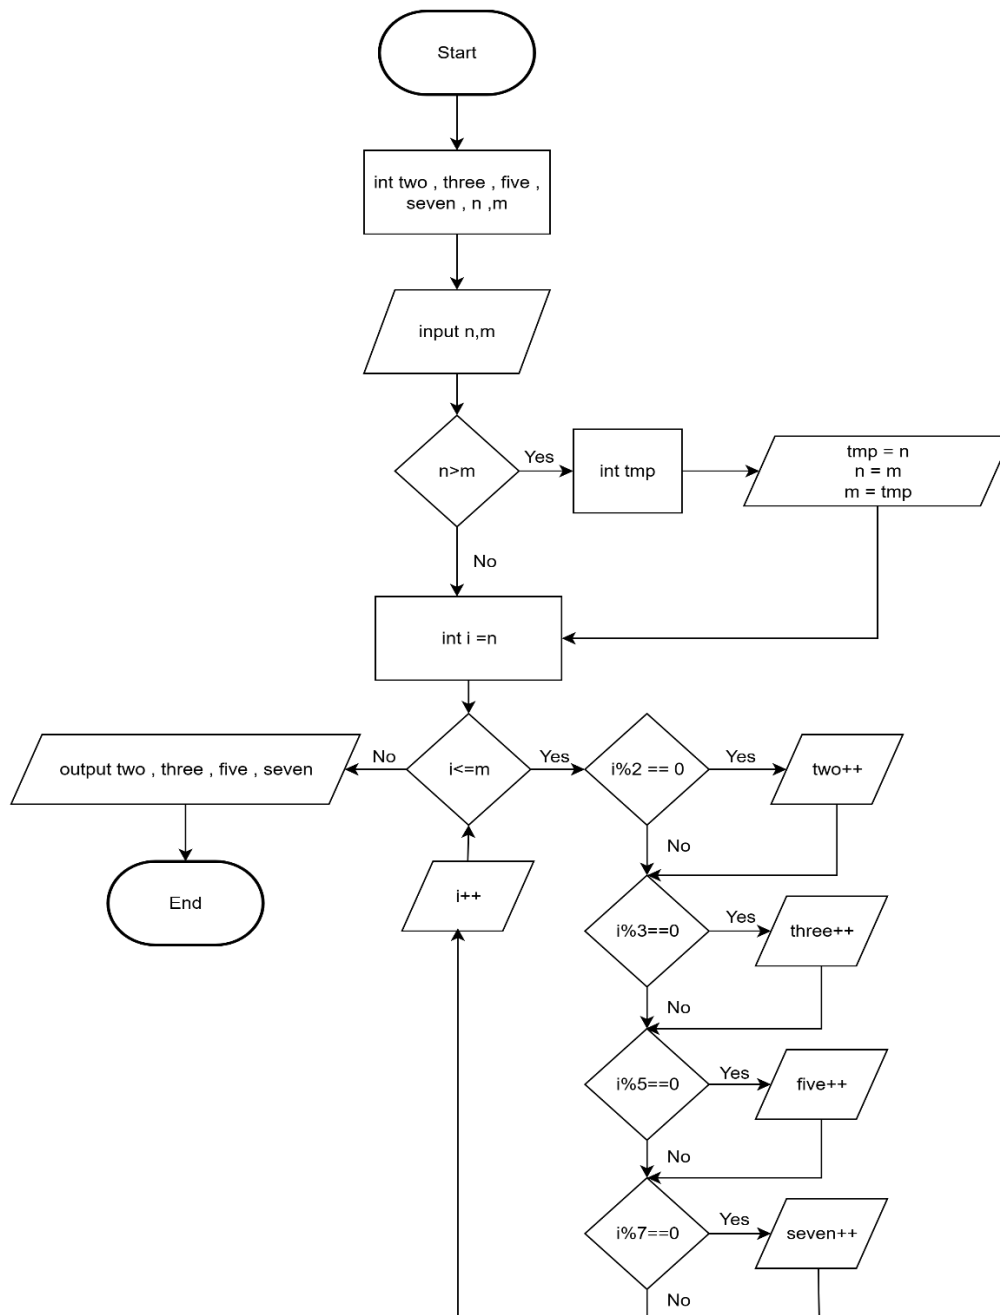 Start
int two , three , five ,
seven , n ,m
input n,m
n>m
Yes
int tmp
tmp = n
n = m
m = tmp
No
int i =n
output two , three , five , seven
No
i<=m
Yes
i%2 == 0
Yes
two++
No
End
i++
i%3==0
Yes
three++
No
i%5==0
Yes
five++
No
i%7==0
Yes
seven++
No